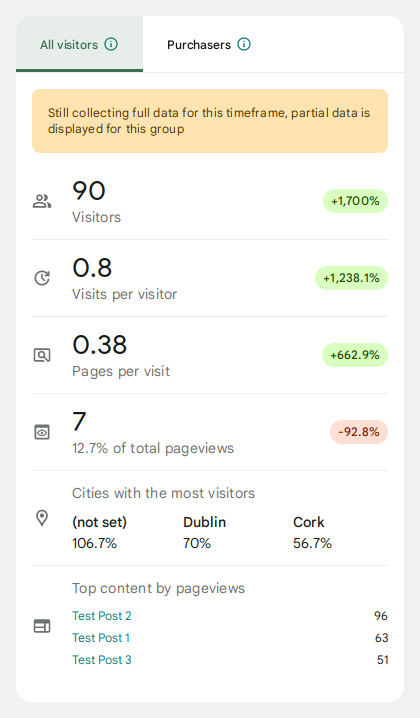 All visitors
Purchasers
Still collecting full data for this timeframe, partial data is
displayed for this group
90
Visitors
+1,700%
0.8
Visits per visitor
+1,238.1%
0.38
Pages per visit
+662.9%
7
12.7% of total pageviews
-92.8%
Cities with the most visitors
(not set) Dublin Cork
106.7% 70% 56.7%
Top content by pageviews
Test Post 2 96
Test Post 1 63
Test Post 3 51